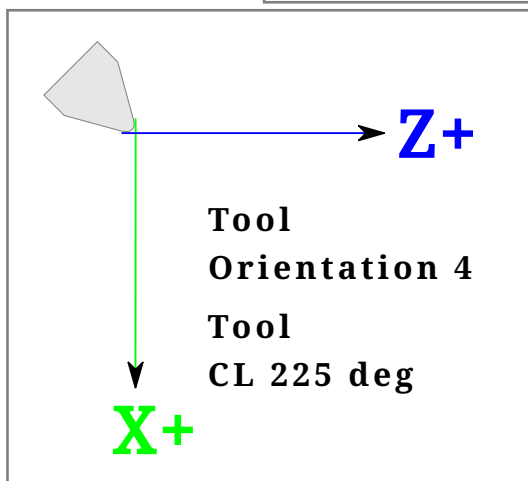 Z+
Tool
Orientation 4
Tool
CL 225 deg
X+